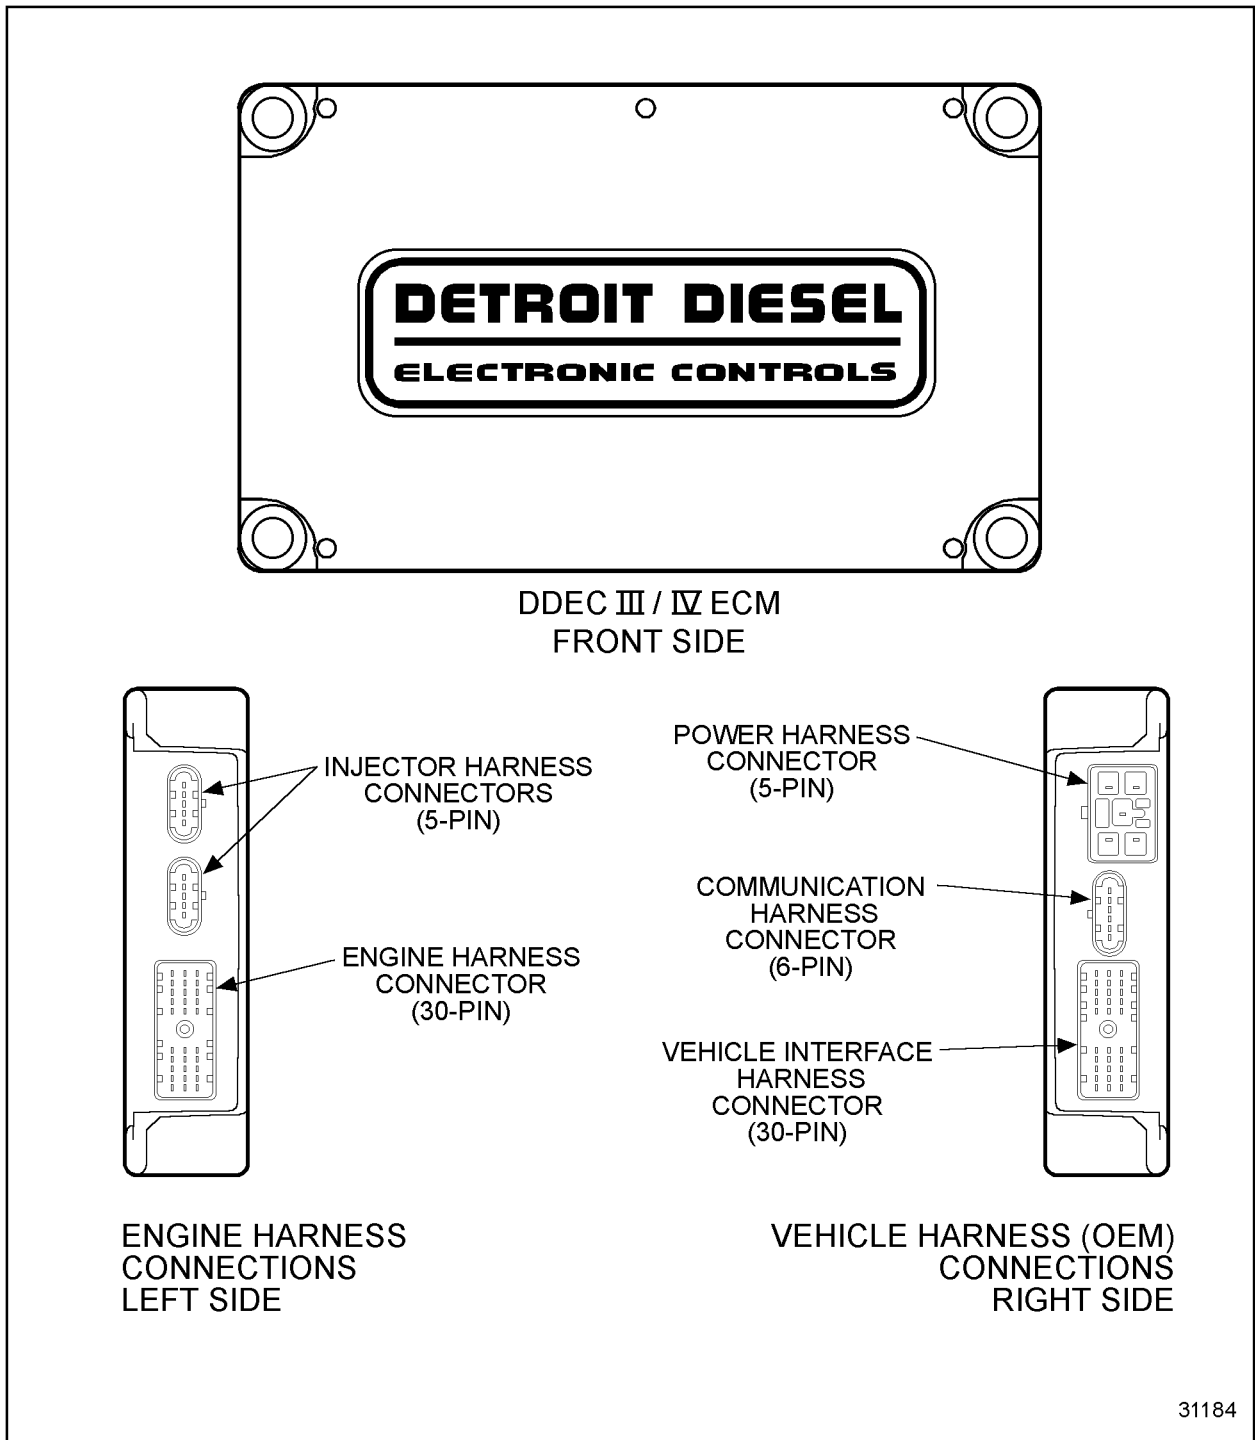 DETROIT DIESEL
ELECTRONIC CONTROLS
DDEC III / IV ECM
FRONT SIDE
INJECTOR HARNESS
CONNECTORS
(5-PIN)
ENGINE HARNESS
CONNECTOR
(30-PIN)
POWER HARNESS
CONNECTOR
(5-PIN)
COMMUNICATION
HARNESS
CONNECTOR
(6-PIN)
VEHICLE INTERFACE
HARNESS
CONNECTOR
(30-PIN)
ENGINE HARNESS
CONNECTIONS
LEFT SIDE
VEHICLE HARNESS (OEM)
CONNECTIONS
RIGHT SIDE
31184